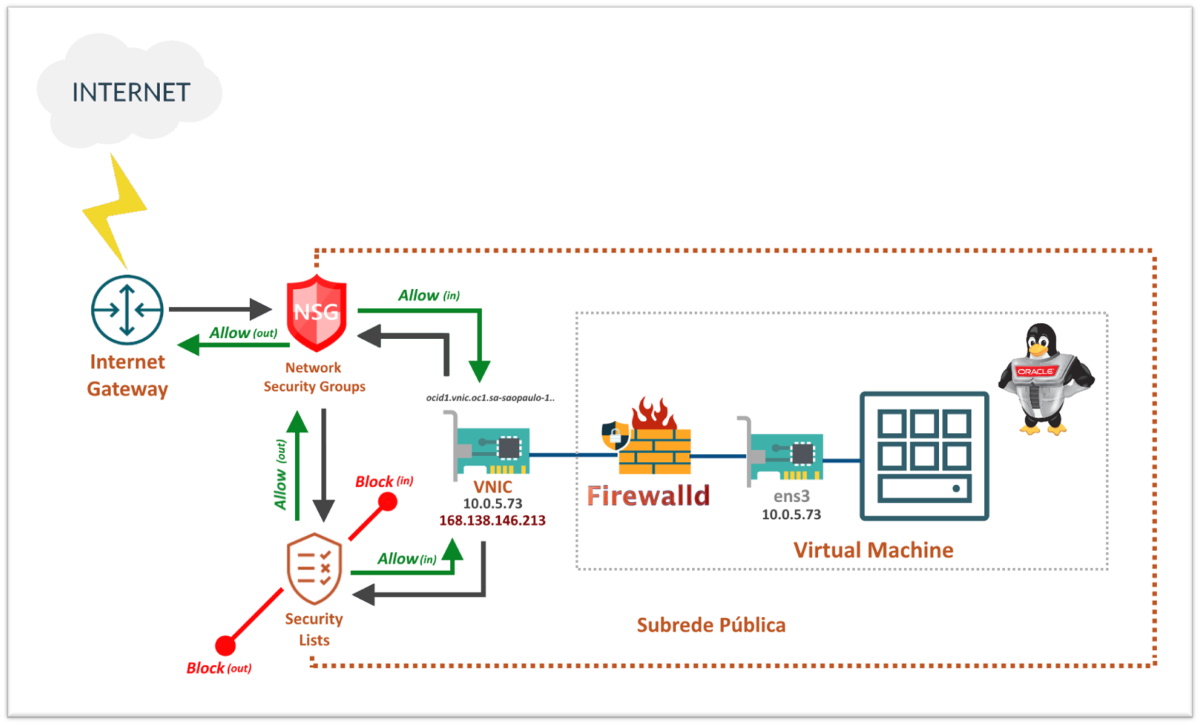 INTERNET
NSG
Allow (in)
Allow (out)
Internet
Gateway
Network
Security Groups
ORACLE
ocid1.vnic.oc1.sa-saopaulo-1..
Allow (out)
Block (in)
VNIC
10.0.5.73
168.138.146.213
Firewalld
ens3
10.0.5.73
Virtual Machine
Allow(in)
Security
Lists
Subrede Pública
Block(out)